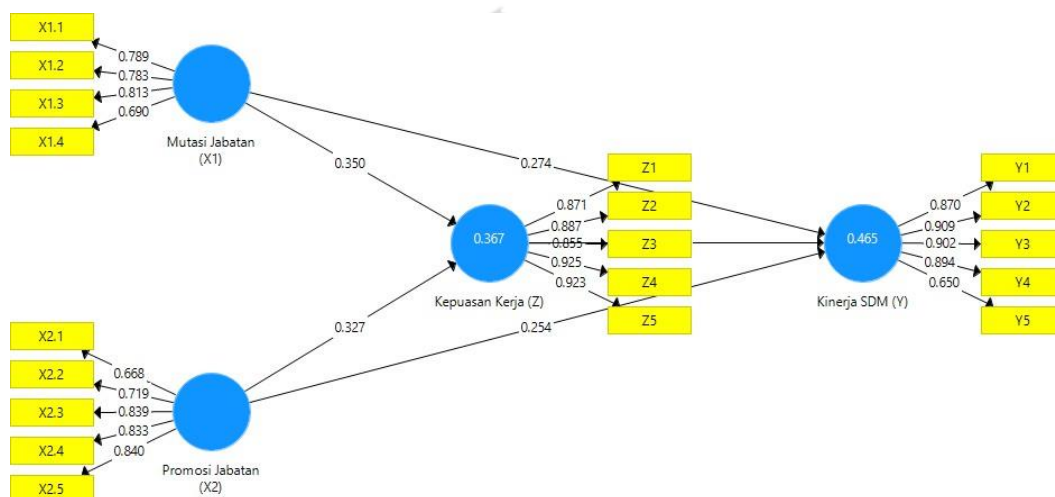 X1.1
X1.2
X1.3
X1.4
0.789
0.783
0.813
0.690
Mutasi Jabatan
(X1)
0.350
0.274
Z1
Z2
Z3
Z4
Z5
0.871
0.887
0.855
0.925
0.923
0.367
Kepuasan Kerja (Z)
Y1
Y2
Y3
Y4
Y5
0.870
0.909
0.902
0.894
0.650
0.465
Kinerja SDM (Y)
0.327
0.254
X2.1
X2.2
X2.3
X2.4
X2.5
0.668
0.719
0.839
0.833
0.840
Promosi Jabatan
(X2)